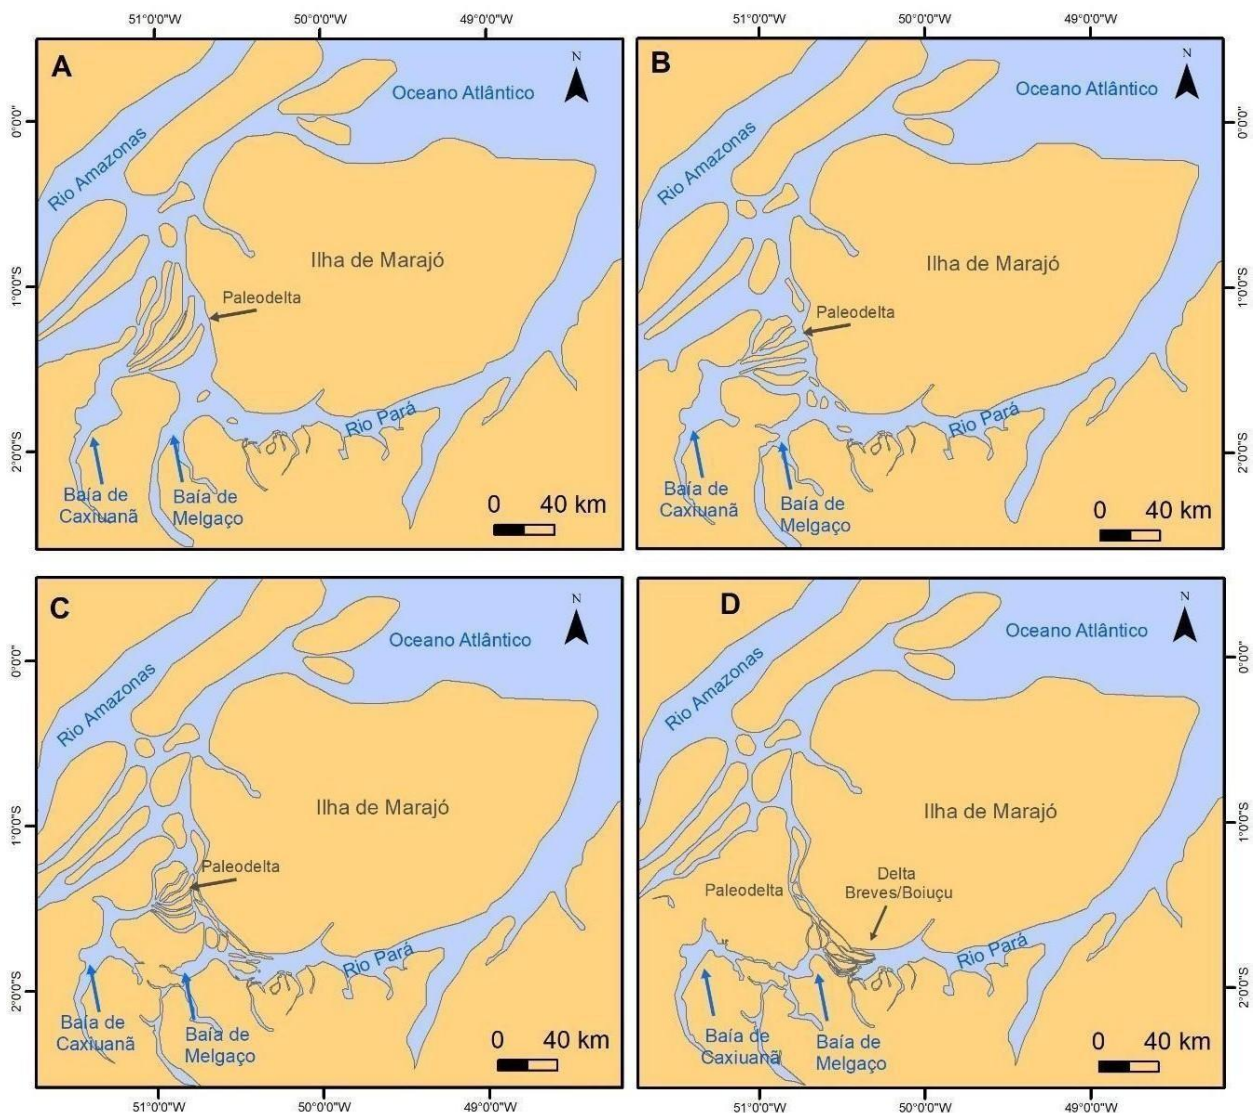 51°0'0"W
50°0'0"W
49°0'0"W
51°0'0"W
50°0'0"W
49°0'0"W
A
N
Oceano Atlântico
Rio Amazonas
0°0'0"
Ilha de Marajó
Paleodelta
1°0'0"S
Rio Pará
2°0'0"S
Baía de
Caxiuanã
Baía de
Melgaço
0 40 km
B
N
Oceano Atlântico
Rio Amazonas
0°0'0"
Ilha de Marajó
Paleodelta
1°0'0"S
Rio Pará
2°0'0"S
Baía de
Caxiuanã
Baía de
Melgaço
0 40 km
C
N
Oceano Atlântico
Rio Amazonas
0°0'0"S
Ilha de Marajó
Paleodelta
1°0'0"S
Rio Pará
2°0'0"S
Baía de
Caxiuanã
Baía de
Melgaço
0 40 km
D
N
Oceano Atlântico
Rio Amazonas
0°0'0"S
Ilha de Marajó
Paleodelta
Delta
Breves/Boiuçu
1°0'0"S
Rio Pará
2°0'0"S
Baía de
Caxiuanã
Baía de
Melgaço
0 40 km
51°0'0"W
50°0'0"W
49°0'0"W
51°0'0"W
50°0'0"W
49°0'0"W